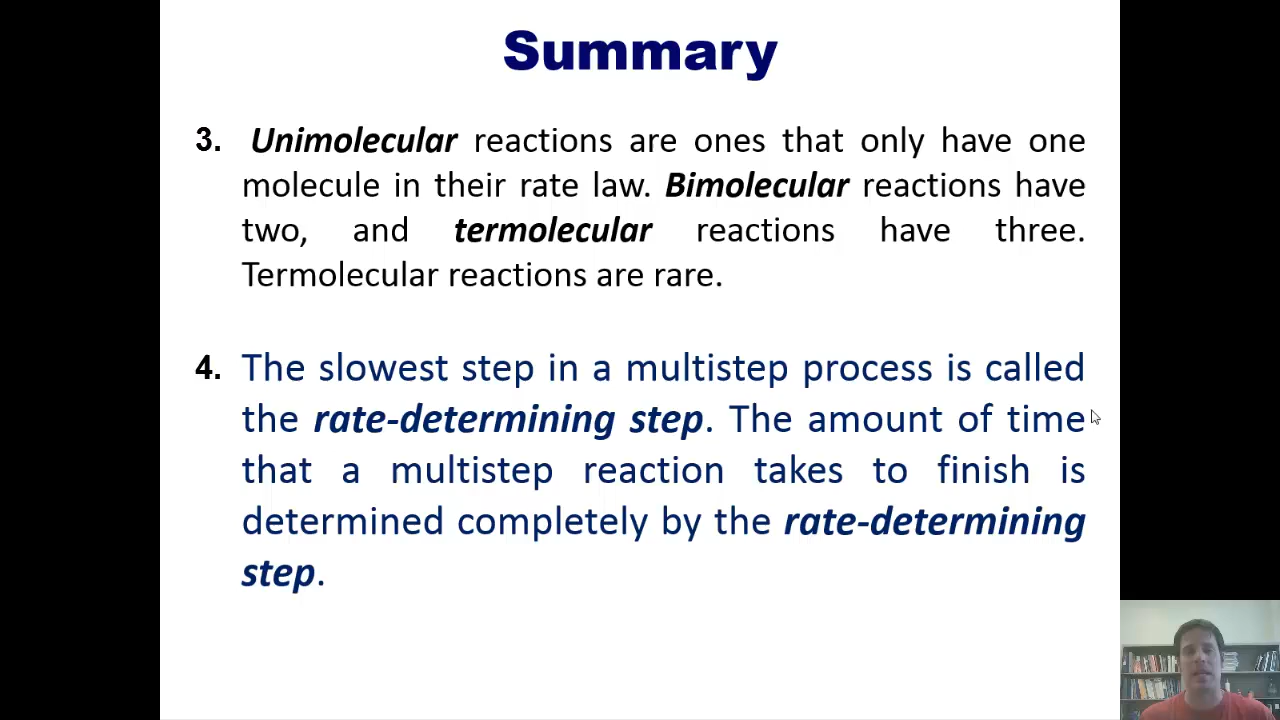 Summary
3. Unimolecular reactions are ones that only have one
molecule in their rate law. Bimolecular reactions have
two, and termolecular reactions have three.
Termolecular reactions are rare.
4. The slowest step in a multistep process is called
the rate-determining step. The amount of time
that a multistep reaction takes to finish is
determined completely by the rate-determining
step.